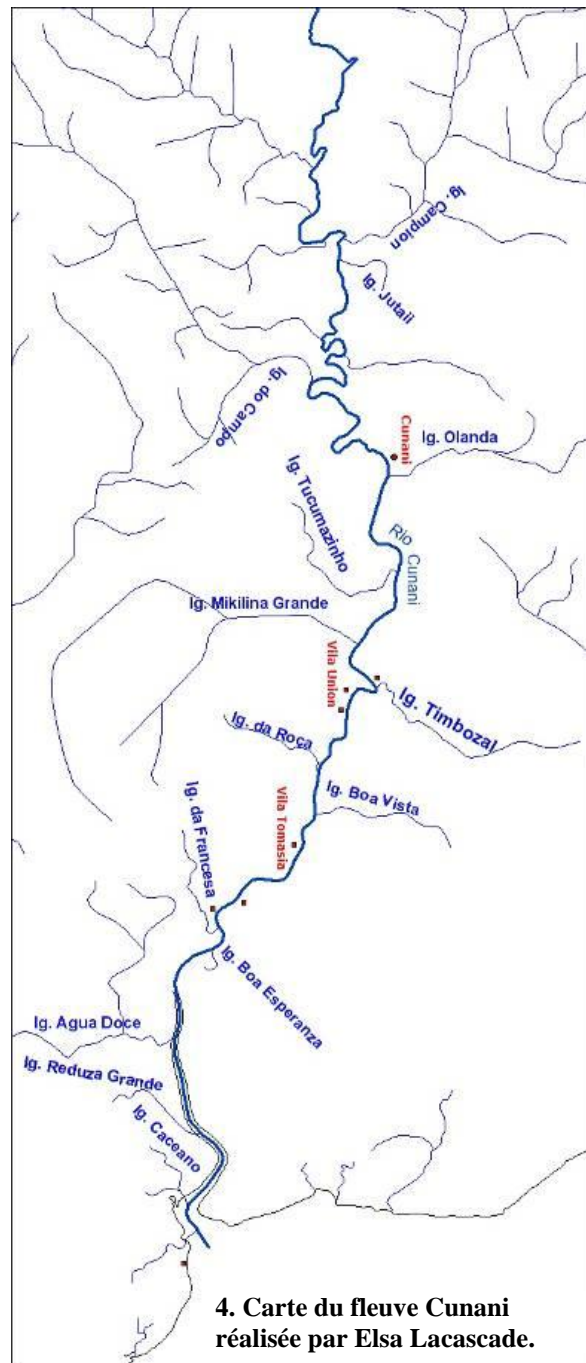 Ig. Campion
Ig. Jutaii
Ig. do Campo
Cunani
Ig. Olanda
Ig. Tucumazinho
Rio Cunani
Ig. Mikilina Grande
Vila Union
Ig. Timbozal
Ig. da Roça
Ig. Boa Vista
Vila Tomasia
Ig. da Francesa
Ig. Boa Esperanza
Ig. Agua Doce
Ig. Reduza Grande
Ig. Caceano
4. Carte du fleuve Cunani
réalisée par Elsa Lacascade.